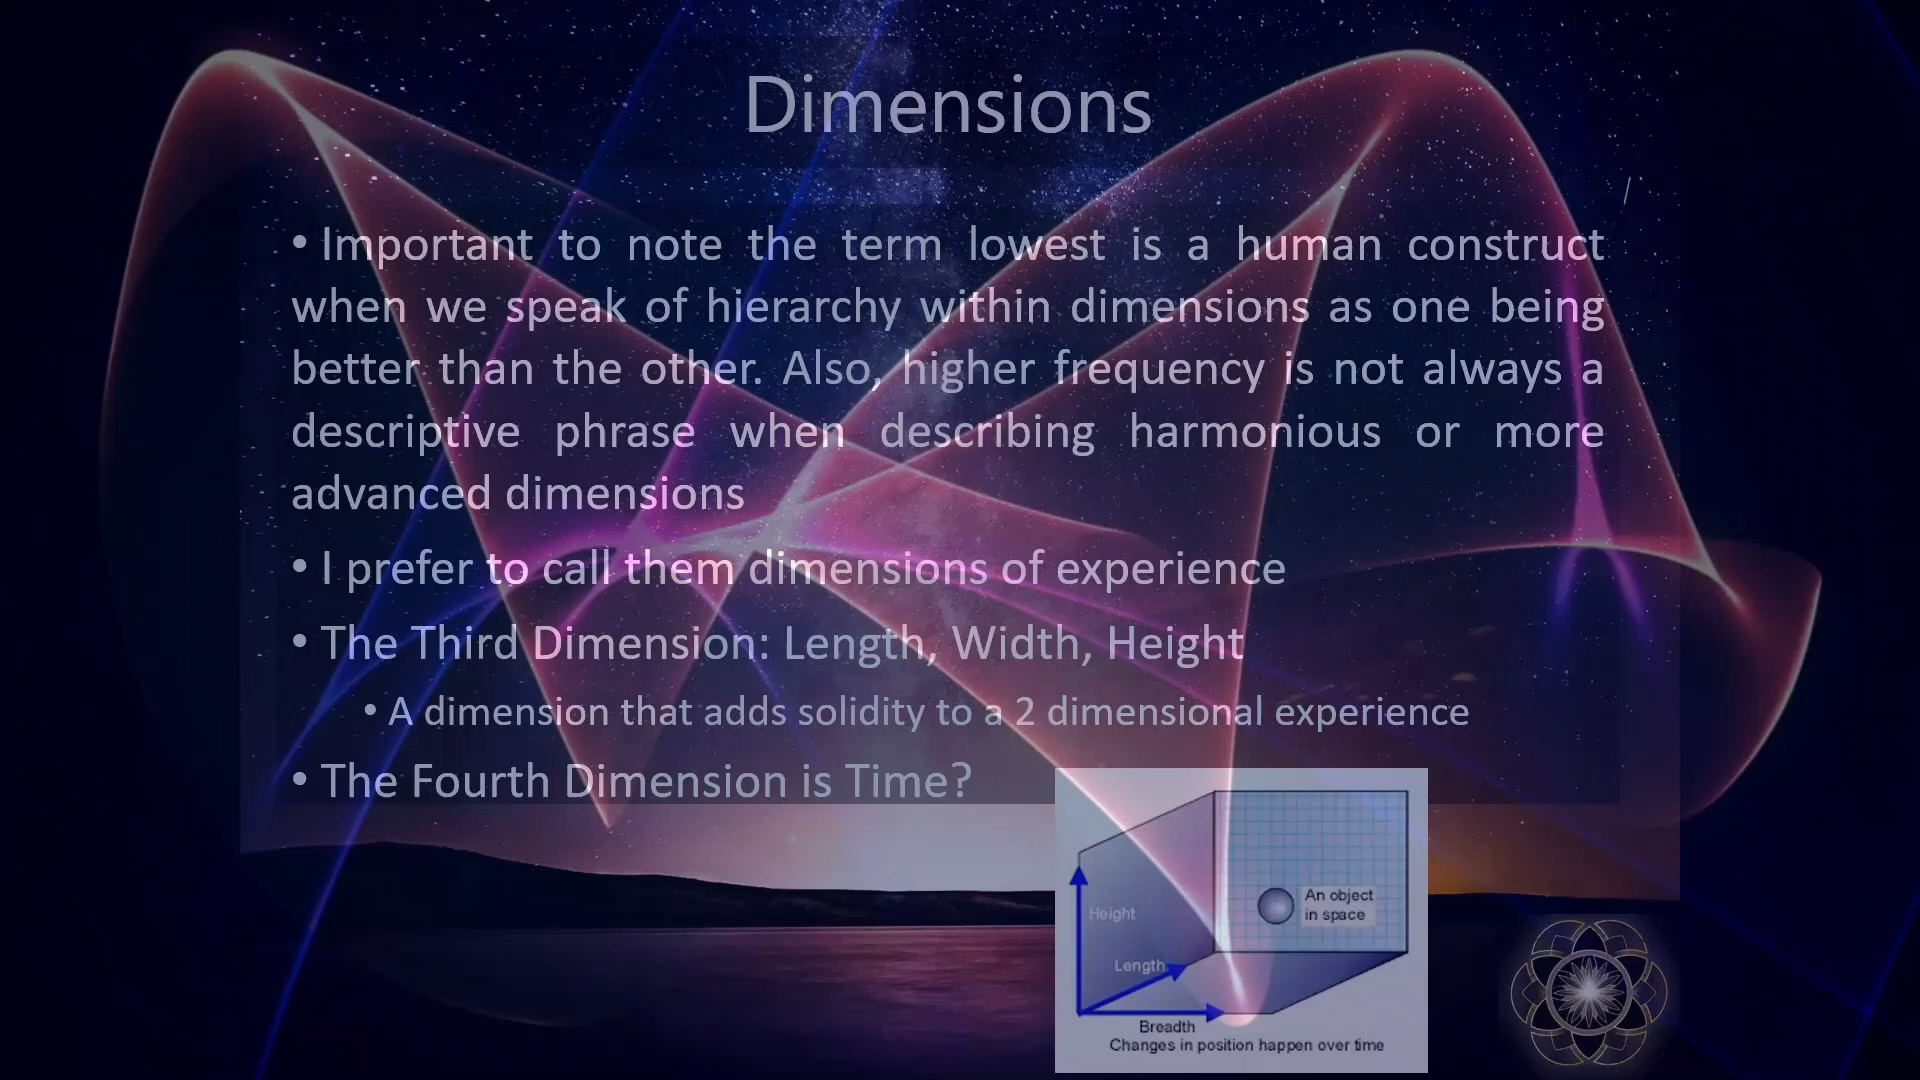 Dimensions
• Important to note the term lowest is a human construct
when we speak of hierarchy within dimensions as one being
better than the other. Also, higher frequency is not always a
descriptive phrase when describing harmonious or more
advanced dimensions
• I prefer to call them dimensions of experience
• The Third Dimension: Length, Width, Height
• A dimension that adds solidity to a 2 dimensional experience
• The Fourth Dimension is Time?
An object
in space
Height
Length
Breadth
Changes in position happen over time